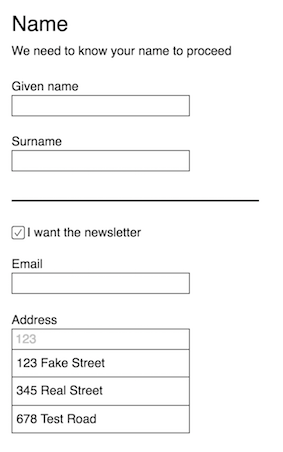 Name
We need to know your name to proceed
Given name
Surname
I want the newsletter
Email
Address
123
123 Fake Street
345 Real Street
678 Test Road